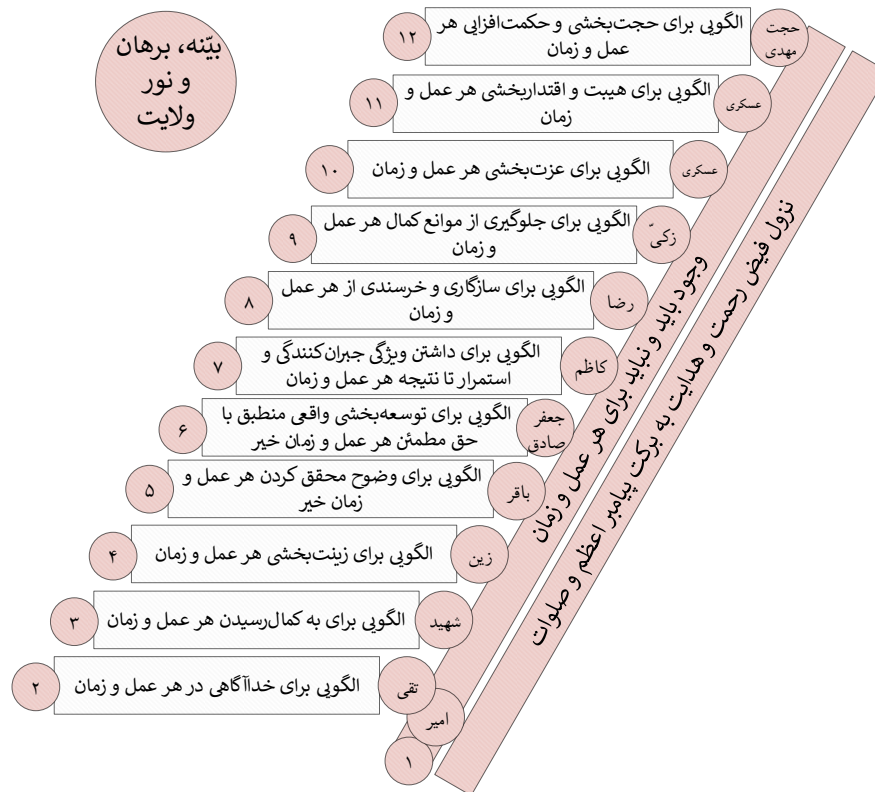 بیّنه، برهان
و نور
ولایت
حجت
مهدی
الگویی برای حجت‌بخشی و حکمت‌افزایی هر
عمل و زمان
۱۲
عسکری
الگویی برای هیبت و اقتداربخشی هر عمل و
زمان
۱۱
عسکری
الگویی برای عزت‌بخشی هر عمل و زمان
۱۰
زکیّ
الگویی برای جلوگیری از موانع کمال هر عمل
و زمان
۹
رضا
الگویی برای سازگاری و خرسندی از هر عمل
و زمان
۸
کاظم
الگویی برای داشتن ویژگی جبران‌کنندگی و
استمرار تا نتیجه هر عمل و زمان
۷
جعفر
صادق
الگویی برای توسعه‌بخشی واقعی منطبق با
حق مطمئن هر عمل و زمان خیر
۶
باقر
الگویی برای وضوح محقق کردن هر عمل و
زمان خیر
۵
زین
الگویی برای زینت‌بخشی هر عمل و زمان
۴
شهید
الگویی برای به کمال‌رسیدن هر عمل و زمان
۳
تقی
الگویی برای خداآگاهی در هر عمل و زمان
۲
امیر
۱
وجود باید و نباید برای هر عمل و زمان
نزول فیض رحمت و هدایت به برکت پیامبر اعظم و صلوات